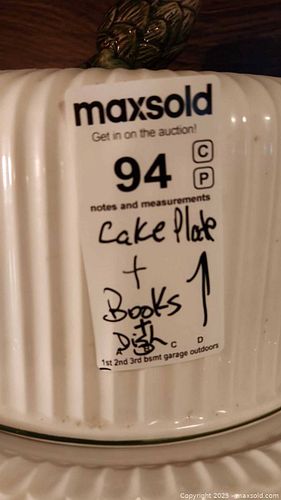 maxsold
Get in on the auction!
94 C
P
notes and measurements
Cake Plate
+
Books
+
Dish
A B C D
1st 2nd 3rd bsmt garage outdoors
Copyright 2023 - maxsold.com